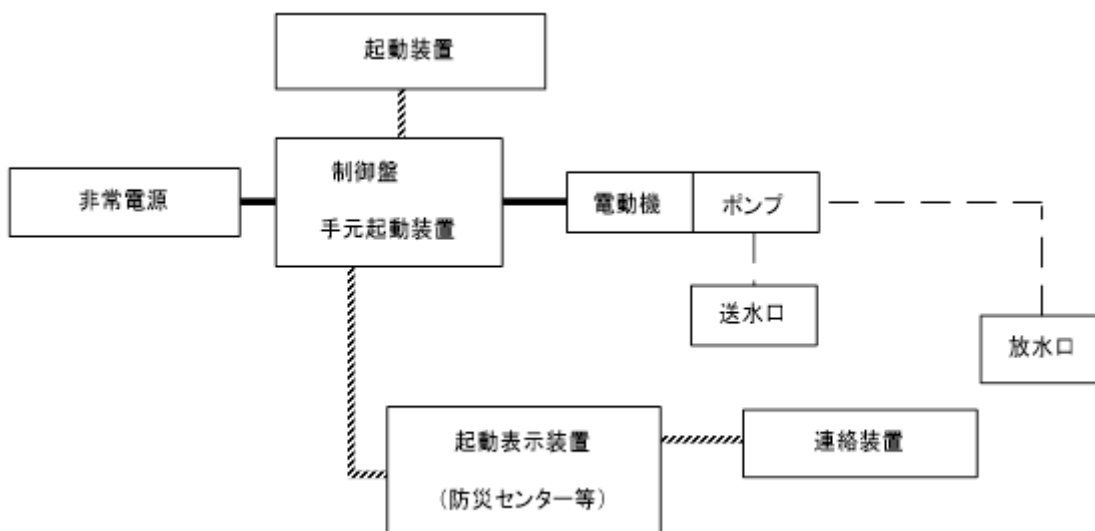 起動装置
制御盤
手元起動装置
非常電源
電動機
ポンプ
送水口
放水口
起動表示装置
(防災センター等)
連絡装置